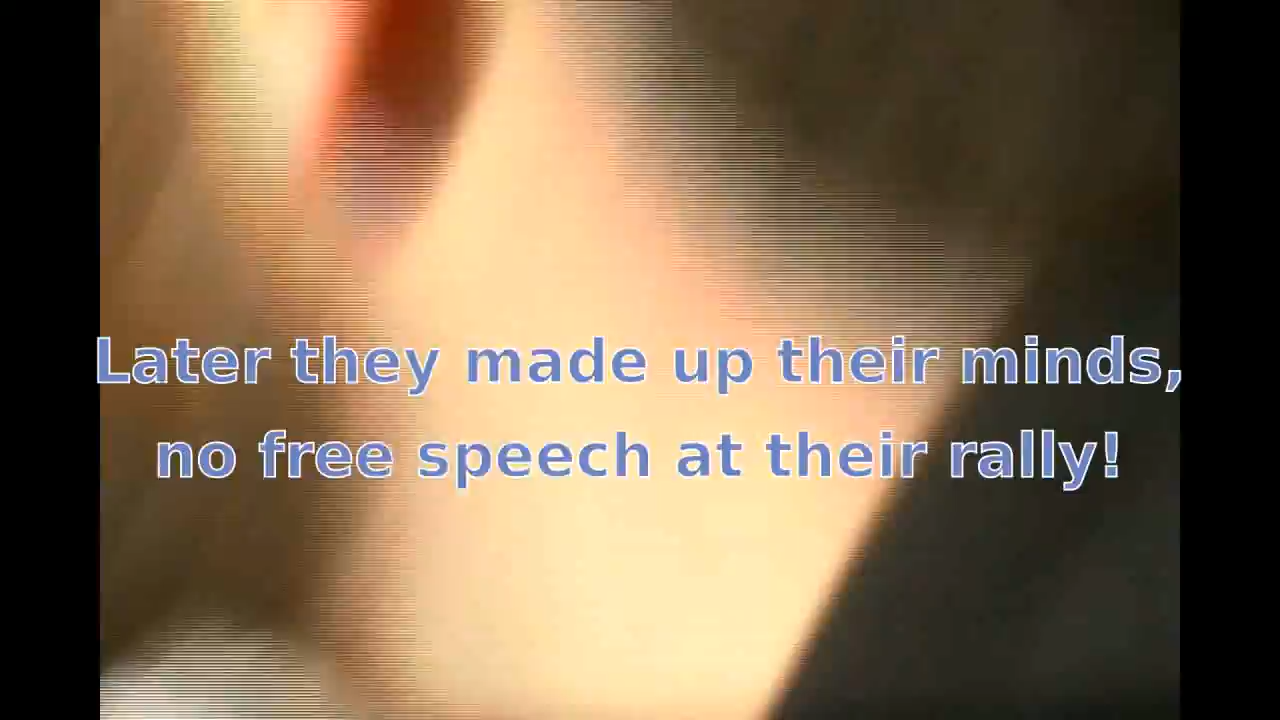 Later they made up their minds,
no free speech at their rally!